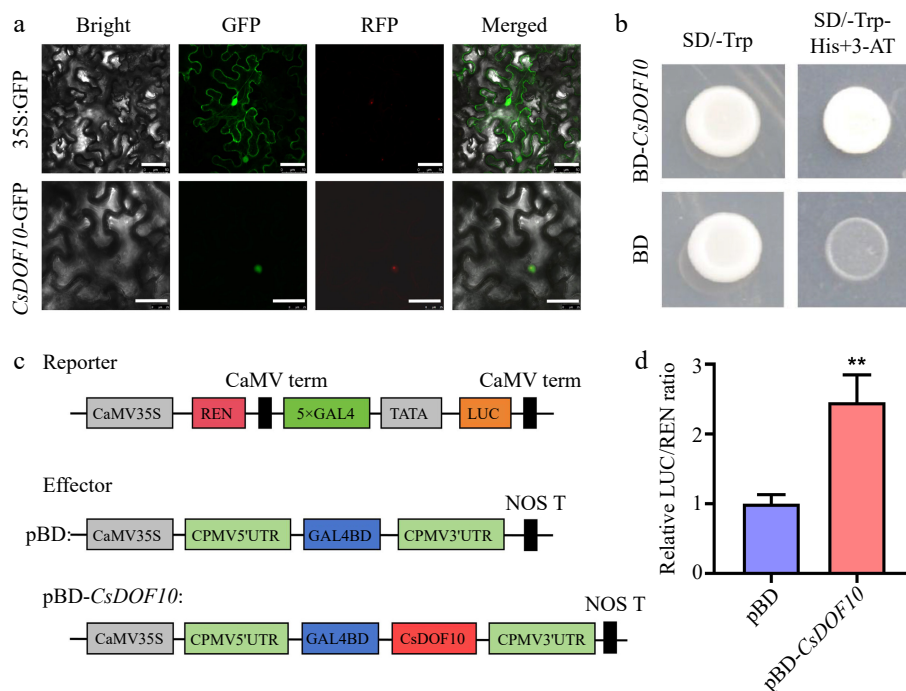 a
Bright
GFP
RFP
Merged
35S:GFP
CsDOF10-GFP
b
SD/-Trp
SD/-Trp-
His+3-AT
BD-CsDOF10
BD
c
Reporter
CaMV term
CaMV term
CaMV35S
REN
5×GAL4
TATA
LUC
Effector
NOS T
pBD:
CaMV35S
CPMV5'UTR
GAL4BD
CPMV3'UTR
pBD-CsDOF10:
NOS T
CaMV35S
CPMV5'UTR
GAL4BD
CsDOF10
CPMV3'UTR
d
Relative LUC/REN ratio
3
2
1
0
**
pBD
pBD-CsDOF10